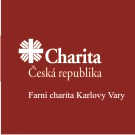 Charita
Česká republika
Farní charita Karlovy Vary